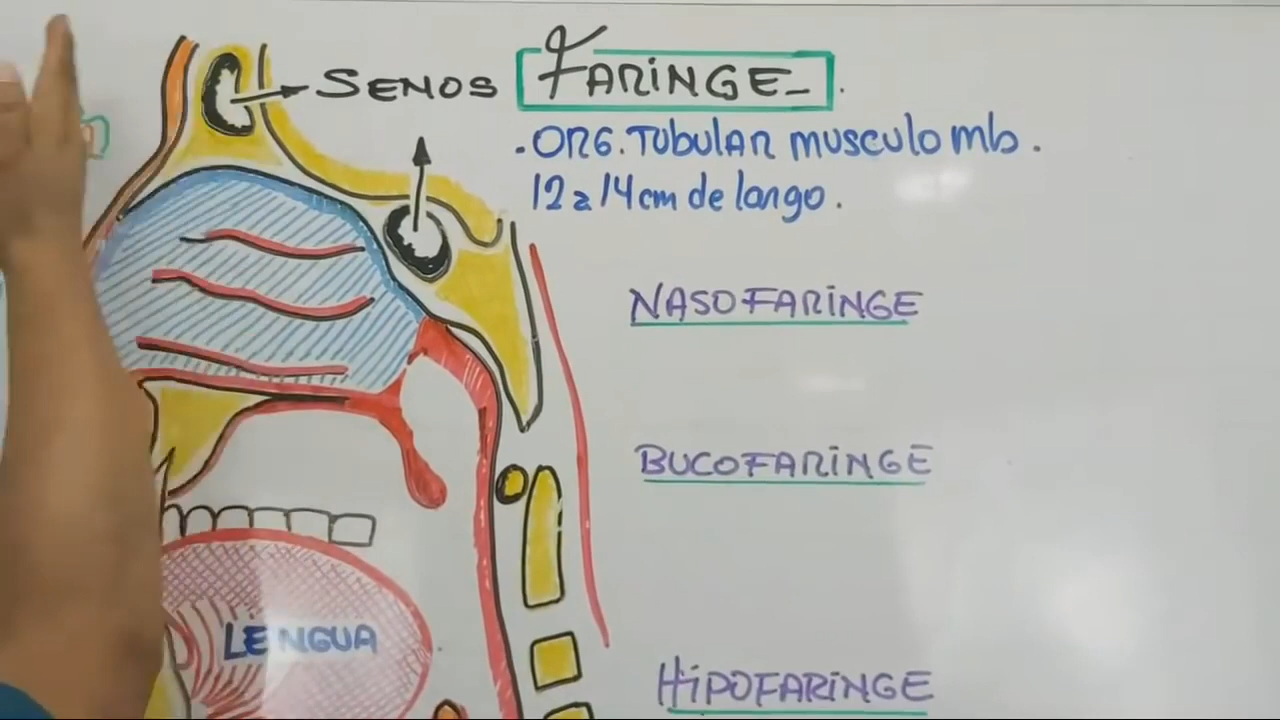 SENOS
FARINGE-
. ORG. TUBULAR MUSCULO Mb.
12 a 14 cm de largo.
NASOFARINGE
BUCOFARINGE
LENGUA
HIPOFARINGE